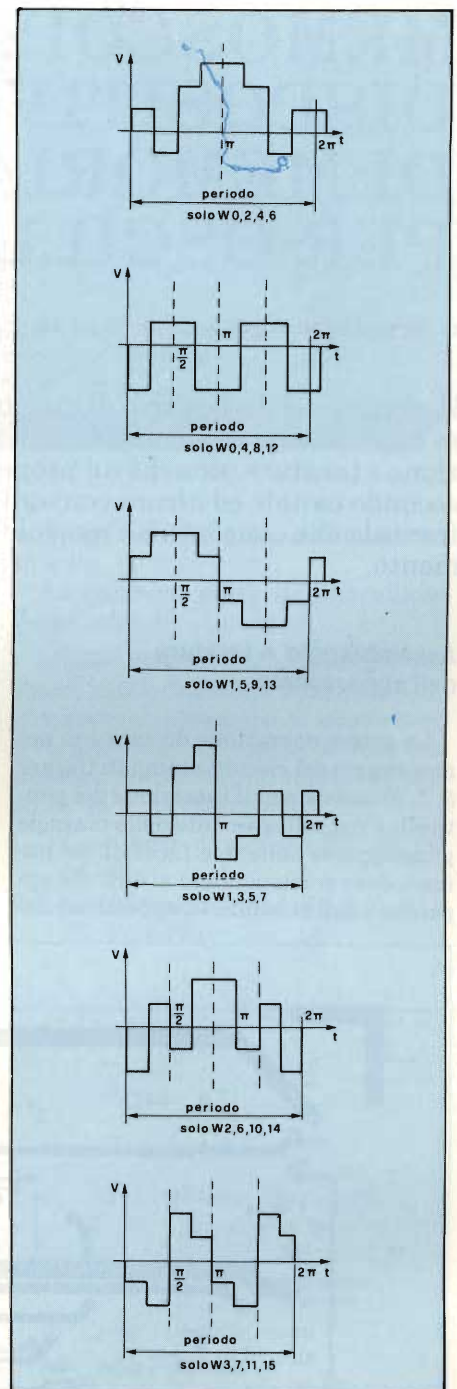 V
π
2π t
periodo
solo W 0,2,4,6
V
π
2π
π/2
t
periodo
solo W0,4,8,12
V
π/2
π
2π t
periodo
solo W1,5,9,13
V
π
2π t
periodo
solo W 1,3,5,7
V
π/2
π
2π
t
periodo
solo W2,6,10,14
V
π/2
π
2π t
periodo
solo W3,7,11,15